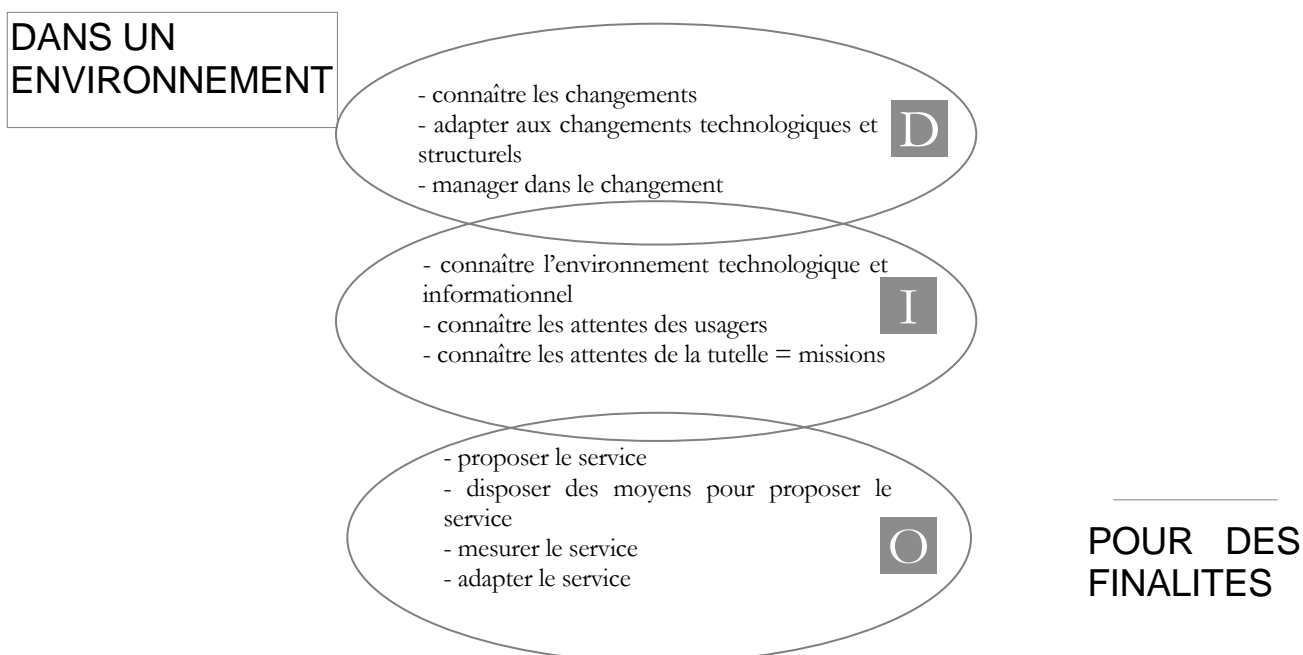 DANS UN
ENVIRONNEMENT
- connaître les changements
- adapter aux changements technologiques et
structurels
- manager dans le changement
D
- connaître l’environnement technologique et
informationnel
- connaître les attentes des usagers
- connaître les attentes de la tutelle = missions
I
- proposer le service
- disposer des moyens pour proposer le
service
- mesurer le service
- adapter le service
O
POUR DES
FINALITES